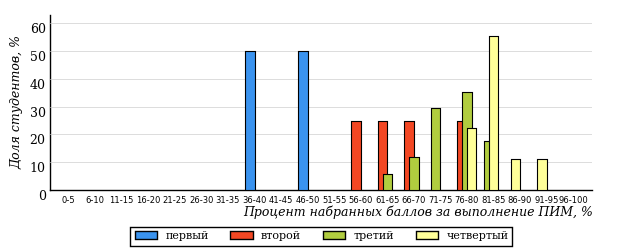 60
50
40
30
20
10
0
Доля студентов, %
0-5 6-10 11-15 16-20 21-25 26-30 31-35 36-40 41-45 46-50 51-55 56-60 61-65 66-70 71-75 76-80 81-85 86-90 91-95 96-100
Процент набранных баллов за выполнение ПИМ, %
первый второй третий четвертый